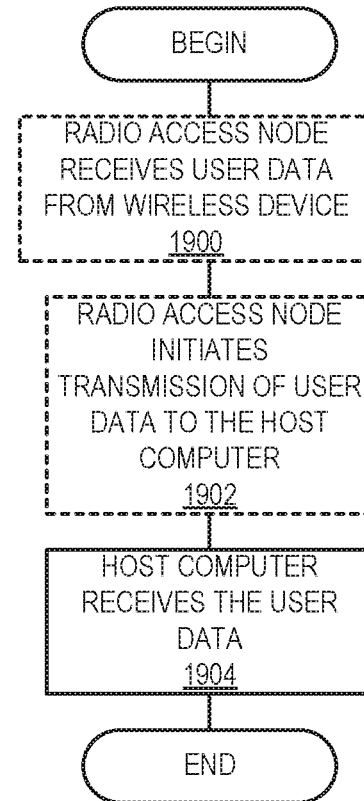 BEGIN
RADIO ACCESS NODE
RECEIVES USER DATA
FROM WIRELESS DEVICE
1900
RADIO ACCESS NODE
INITIATES
TRANSMISSION OF USER
DATA TO THE HOST
COMPUTER
1902
HOST COMPUTER
RECEIVES THE USER
DATA
1904
END